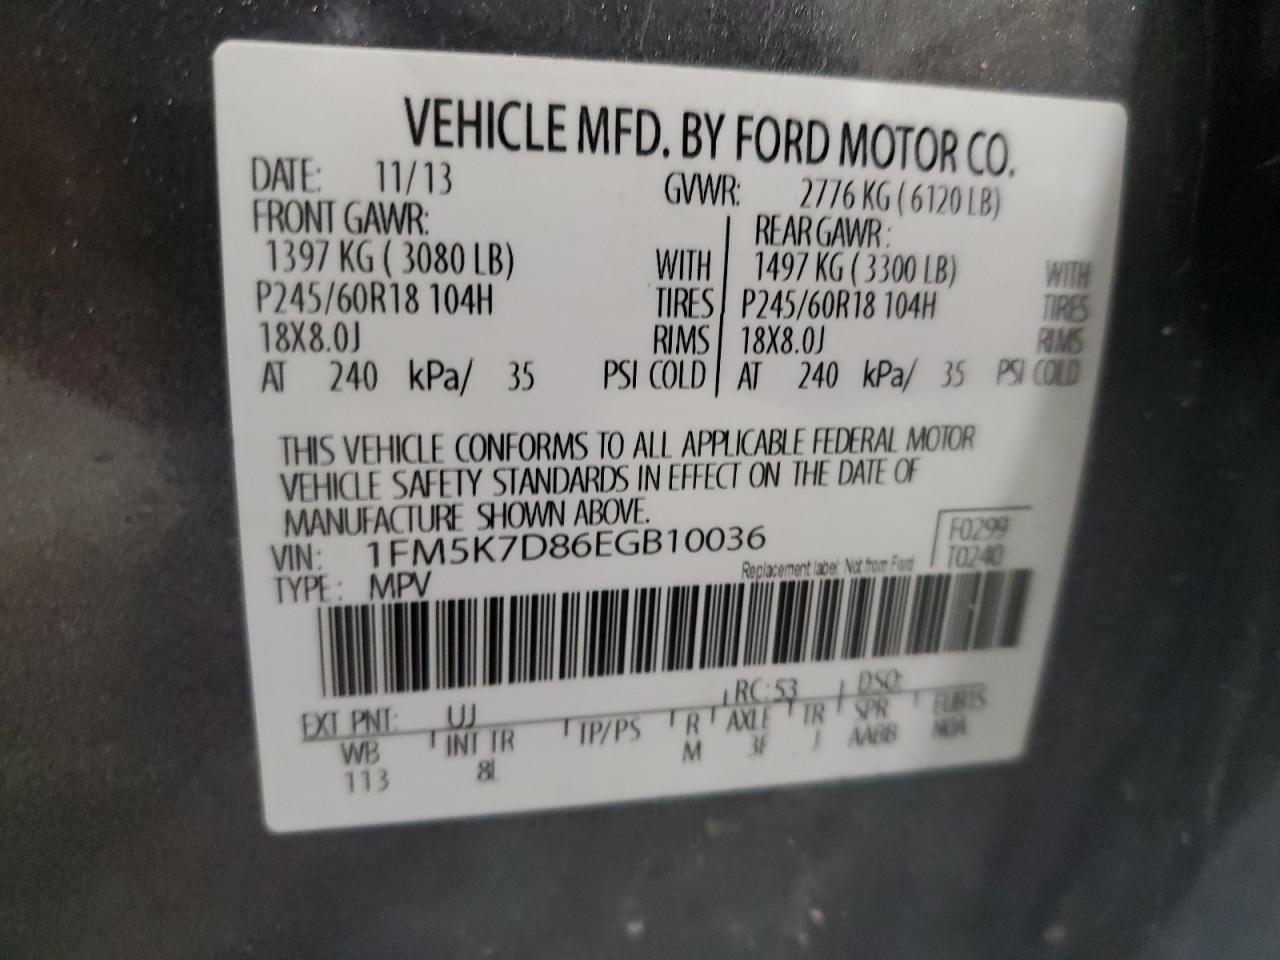 VEHICLE MFD. BY FORD MOTOR CO.
DATE: 11/13 GVWR: 2776 KG ( 6120 LB)
FRONT GAWR: REAR GAWR:
1397 KG ( 3080 LB) WITH 1497 KG ( 3300 LB) WITH
P245/60R18 104H TIRES P245/60R18 104H TIRES
18X8.0J RIMS 18X8.0J RIMS
AT 240 kPa/ 35 PSI COLD AT 240 kPa/ 35 PSI COLD
THIS VEHICLE CONFORMS TO ALL APPLICABLE FEDERAL MOTOR
VEHICLE SAFETY STANDARDS IN EFFECT ON THE DATE OF
MANUFACTURE SHOWN ABOVE.
VIN: 1FM5K7D86EGB10036 F0299
TYPE: MPV Replacement label: Not from Ford T0240
EXT PNT: UJ RC: 53 DSO:
WB INT TR TP/PS R AXLE TR SPR
113 8L M 3F J AABB